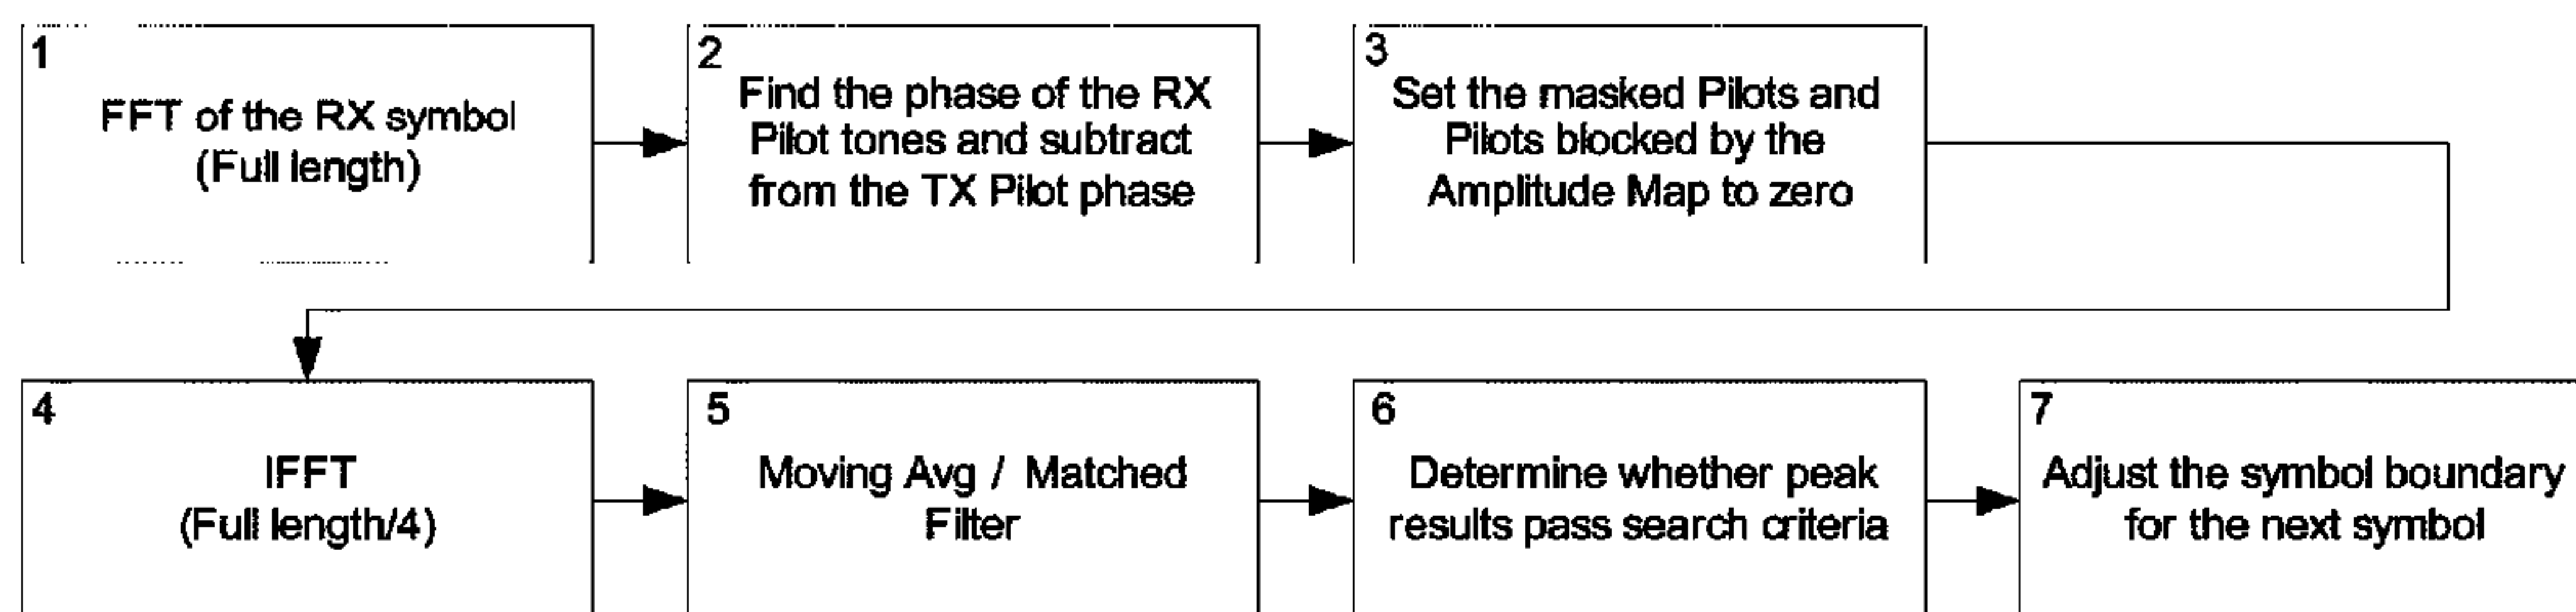 1
FFT of the RX symbol
(Full length)
2
Find the phase of the RX
Pilot tones and subtract
from the TX Pilot phase
3
Set the masked Pilots and
Pilots blocked by the
Amplitude Map to zero
4
IFFT
(Full length/4)
5
Moving Avg / Matched
Filter
6
Determine whether peak
results pass search criteria
7
Adjust the symbol boundary
for the next symbol